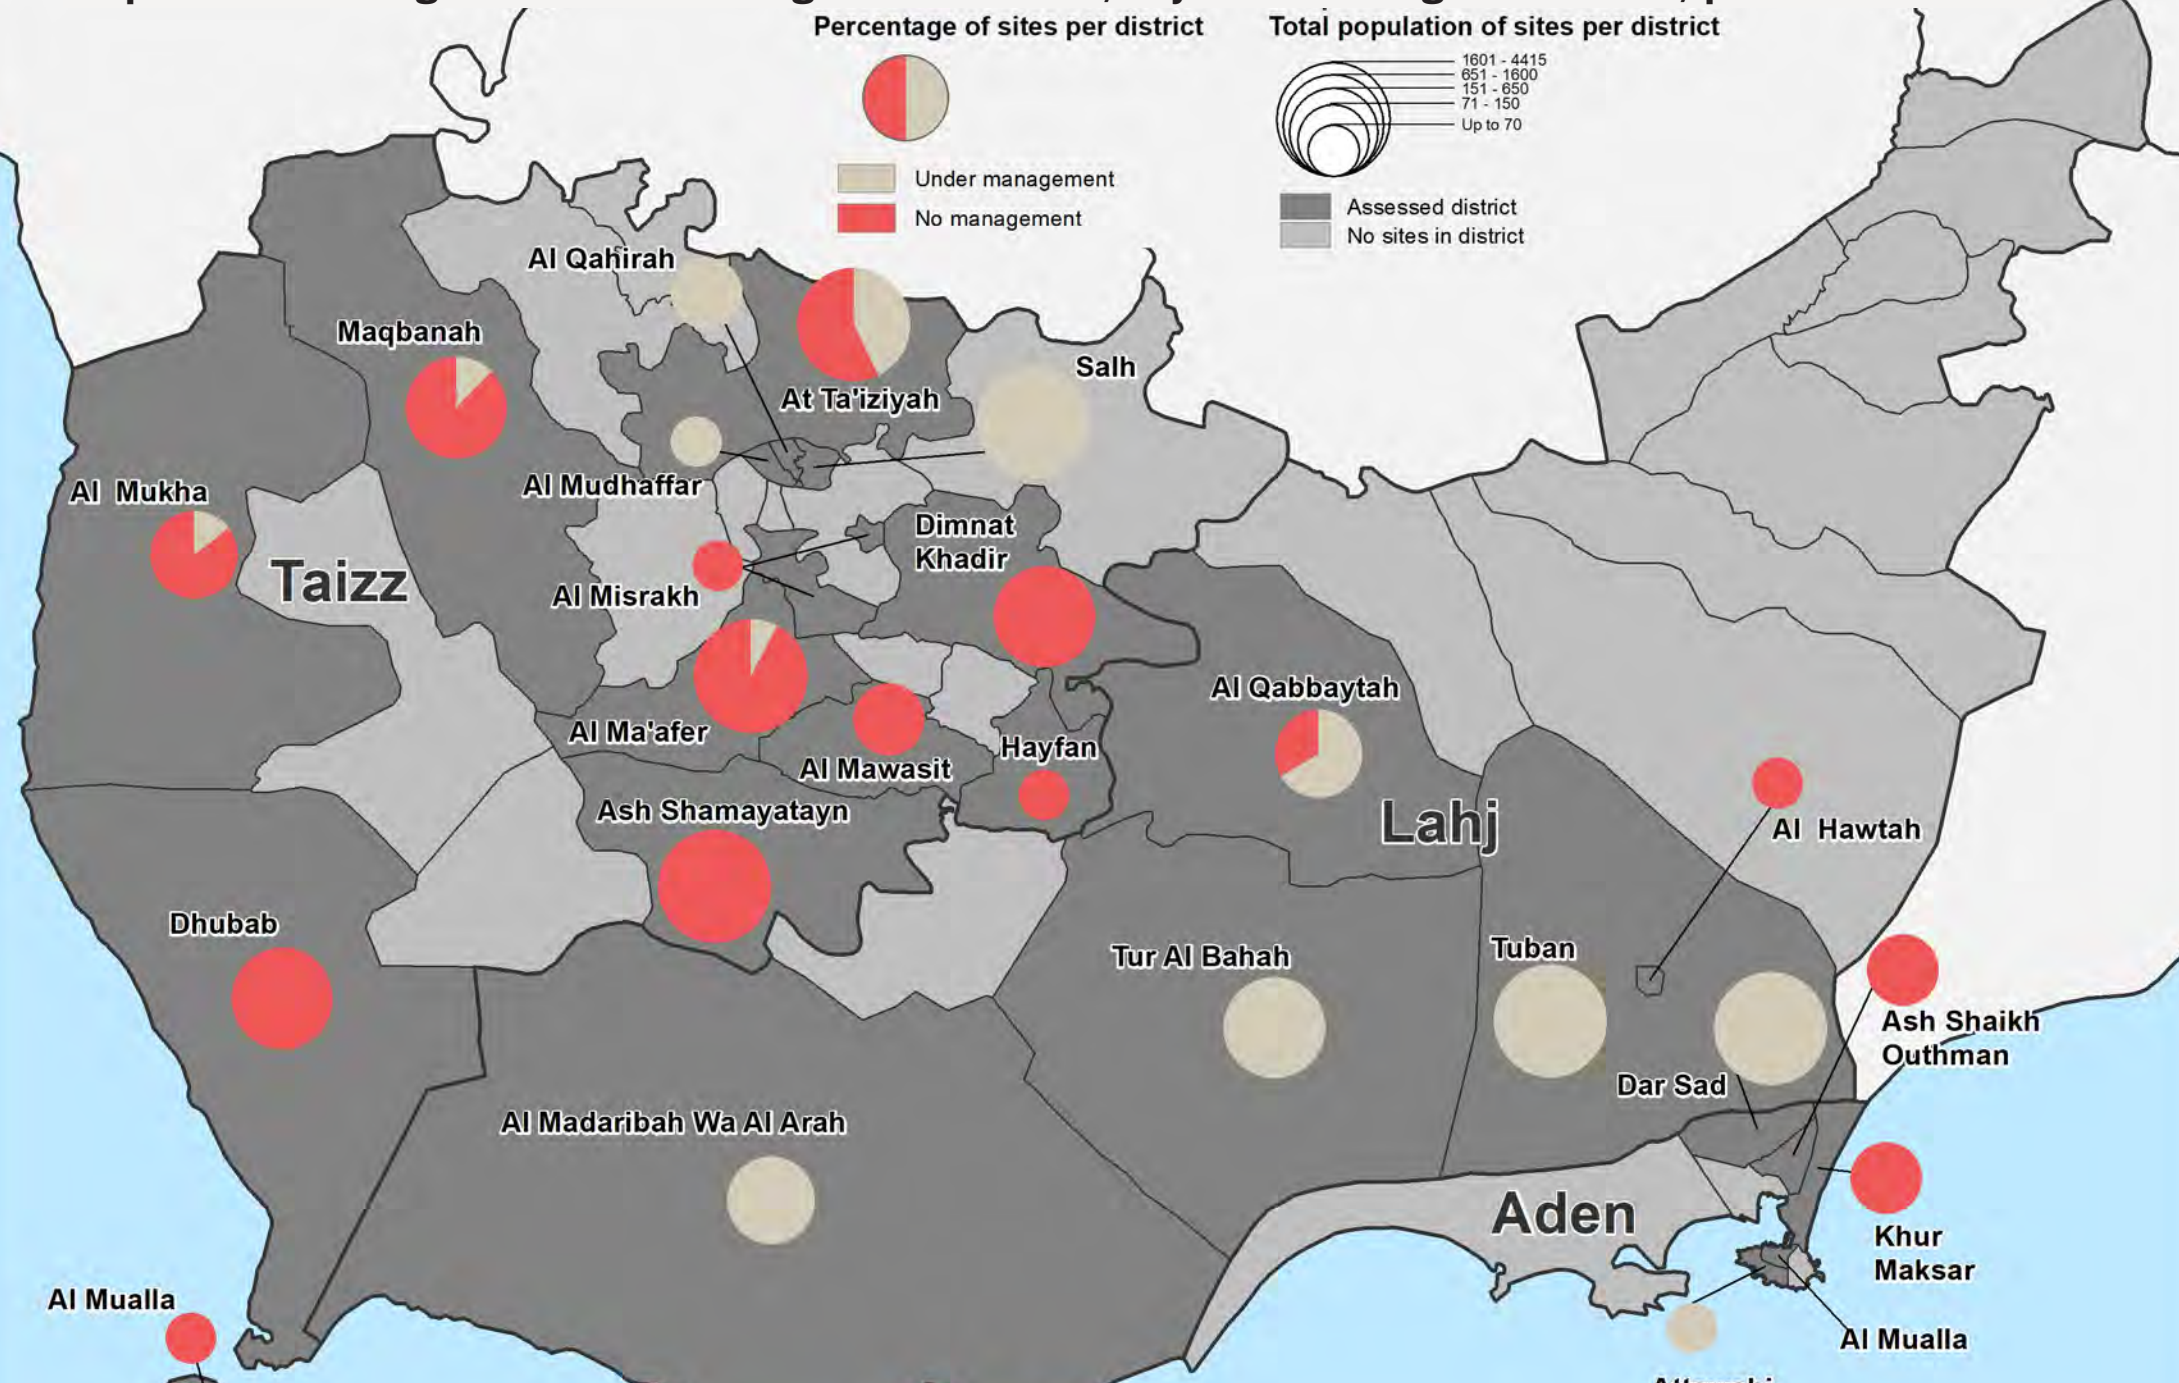 Percentage of sites per district
Under management
No management
Total population of sites per district
1601 - 4415
651 - 1600
151 - 650
71 - 150
Up to 70
Assessed district
No sites in district
Al Qahirah
Maqbanah
At Ta'iziyah
Salh
Al Mudhaffar
Al Mukha
Dimnat
Khadir
Taizz
Al Misrakh
Al Qabbaytah
Al Ma'afer
Hayfan
Al Mawasit
Ash Shamayatayn
Lahj
Al Hawtah
Dhubab
Tur Al Bahah
Tuban
Ash Shaikh
Outhman
Dar Sad
Al Madaribah Wa Al Arah
Aden
Khur
Maksar
Al Mualla
Al Mualla